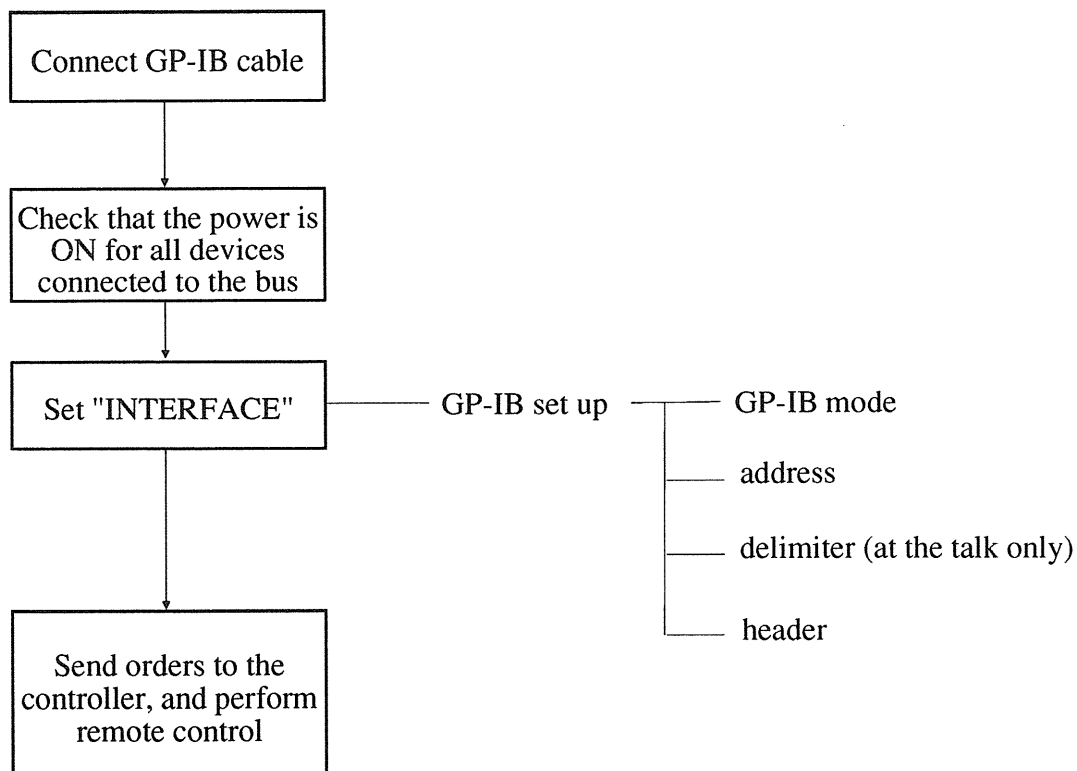 Connect GP-IB cable
Check that the power is
ON for all devices
connected to the bus
Set "INTERFACE"
GP-IB set up
GP-IB mode
address
delimiter (at the talk only)
header
Send orders to the
controller, and perform
remote control